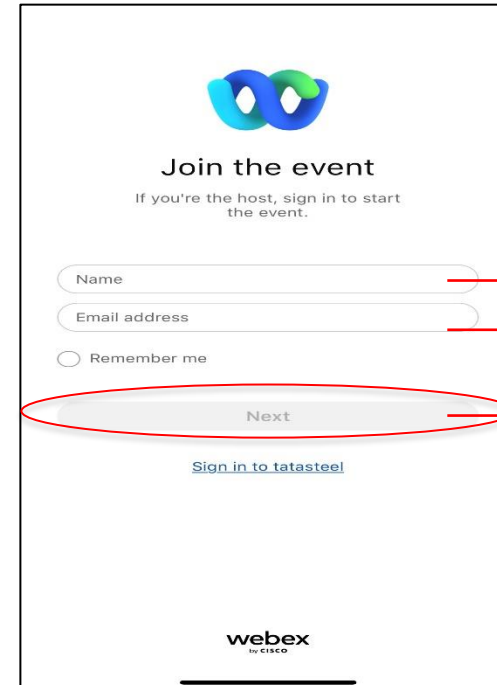 Join the event
If you're the host, sign in to start
the event.
Name
Email address
Remember me
Next
Sign in to tatasteel
webex
by CISCO